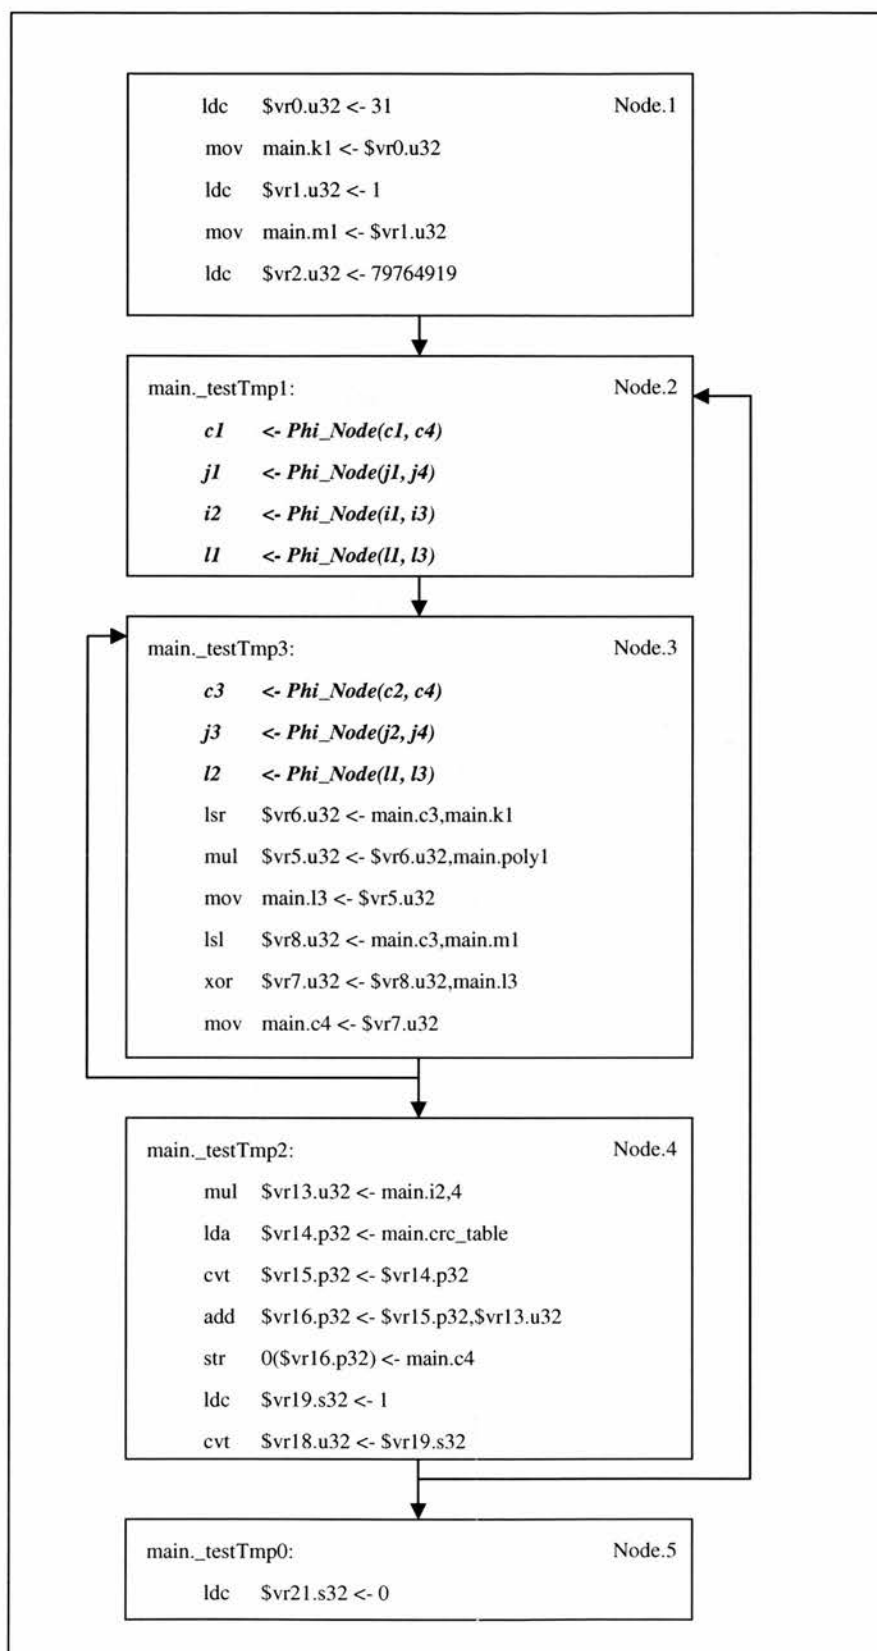 ldc $vr0.u32 <- 31 Node.1
mov main.k1 <- $vr0.u32
ldc $vr1.u32 <- 1
mov main.m1 <- $vr1.u32
ldc $vr2.u32 <- 79764919
main._testTmp1: Node.2
c1 <- Phi_Node(c1, c4)
j1 <- Phi_Node(j1, j4)
i2 <- Phi_Node(i1, i3)
l1 <- Phi_Node(l1, l3)
main._testTmp3: Node.3
c3 <- Phi_Node(c2, c4)
j3 <- Phi_Node(j2, j4)
l2 <- Phi_Node(l1, l3)
lsr $vr6.u32 <- main.c3,main.k1
mul $vr5.u32 <- $vr6.u32,main.poly1
mov main.l3 <- $vr5.u32
lsl $vr8.u32 <- main.c3,main.m1
xor $vr7.u32 <- $vr8.u32,main.l3
mov main.c4 <- $vr7.u32
main._testTmp2: Node.4
mul $vr13.u32 <- main.i2,4
lda $vr14.p32 <- main.crc_table
cvt $vr15.p32 <- $vr14.p32
add $vr16.p32 <- $vr15.p32,$vr13.u32
str 0($vr16.p32) <- main.c4
ldc $vr19.s32 <- 1
cvt $vr18.u32 <- $vr19.s32
main._testTmp0: Node.5
ldc $vr21.s32 <- 0